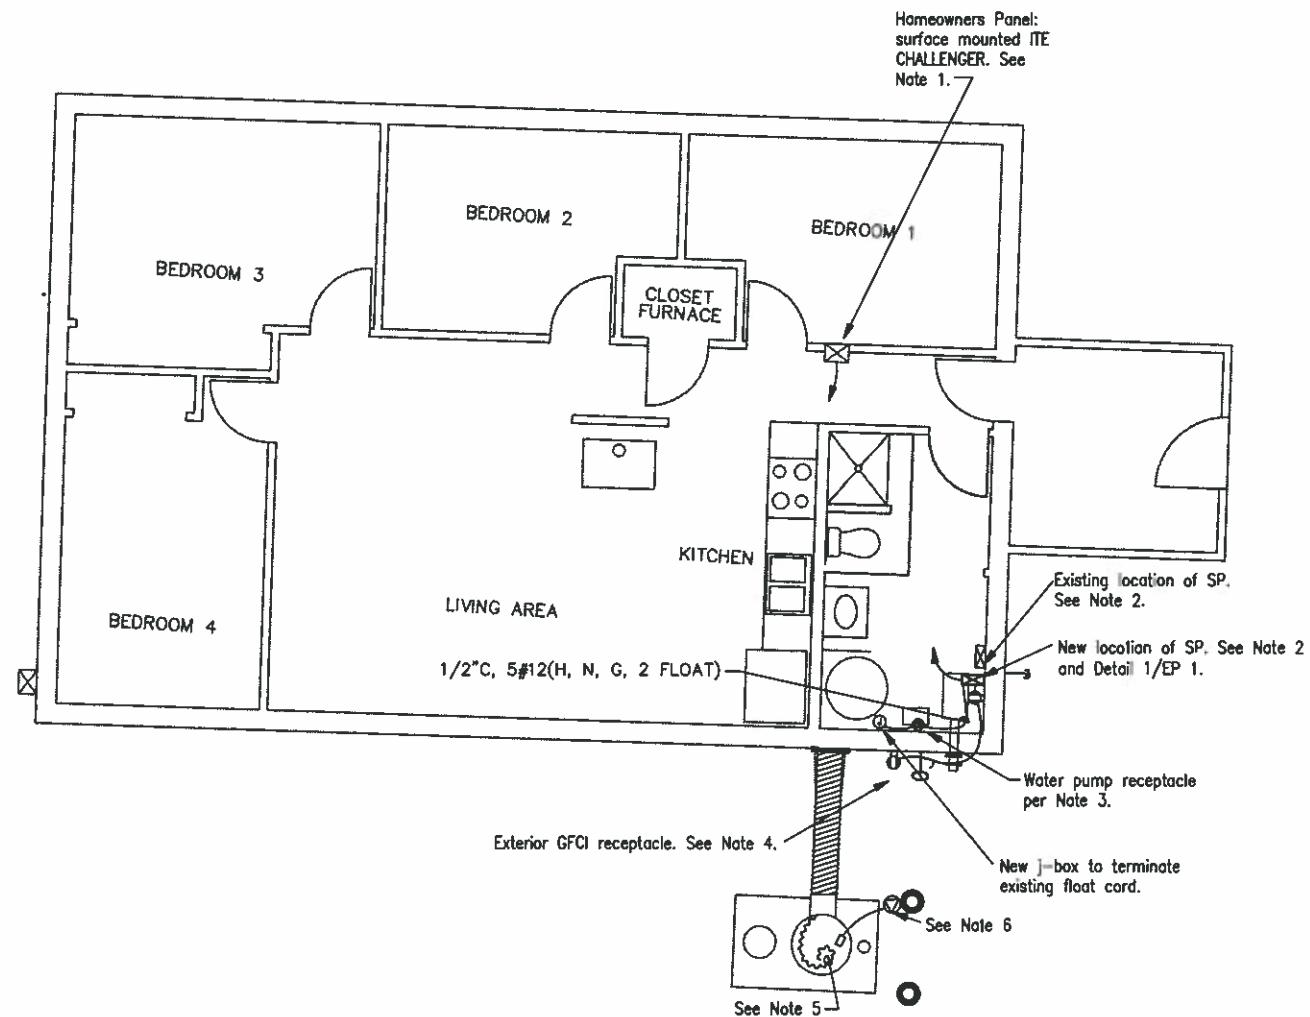 Homeowners Panel:
surface mounted ITE
CHALLENGER. See
Note 1.
BEDROOM 2
BEDROOM 1
BEDROOM 3
CLOSET
FURNACE
KITCHEN
Existing location of SP.
See Note 2.
LIVING AREA
BEDROOM 4
New location of SP. See Note 2
and Detail 1/EP 1.
1/2"C, 5#12(H, N, G, 2 FLOAT)
Water pump receptacle
per Note 3.
Exterior GFCI receptacle. See Note 4.
New j-box to terminate
existing float cord.
See Note 6
See Note 5